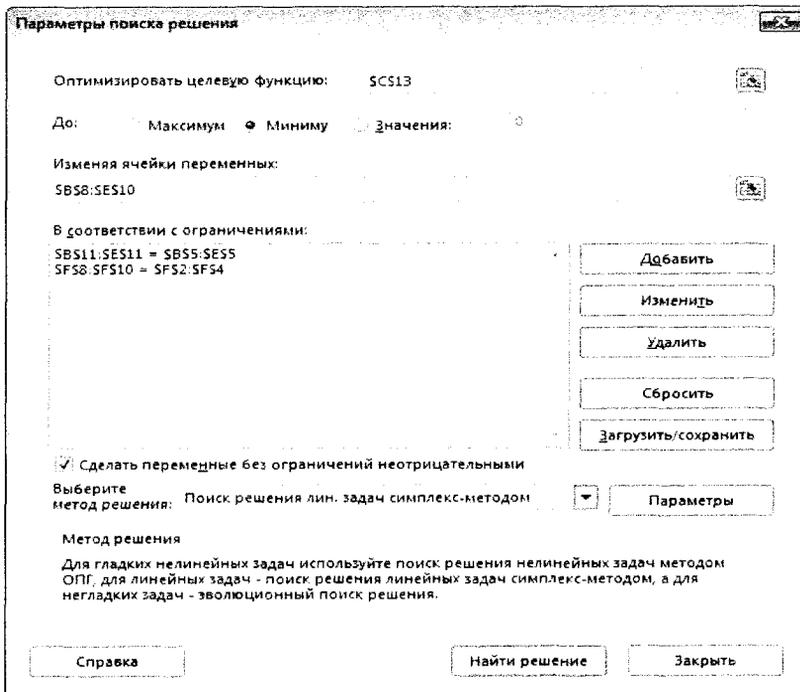 Параметры поиска решения
Оптимизировать целевую функцию: $C$13
До: Максимум Миниму Значения: 0
Изменяя ячейки переменных:
$B$8:$E$10
В соответствии с ограничениями:
$B$11:$E$11 = $B$5:$E$5
$F$8:$F$10 = $F$2:$F$4
Добавить
Изменить
Удалить
Сбросить
Загрузить/сохранить
Сделать переменные без ограничений неотрицательными
Выберите
метод решения: Поиск решения лин. задач симплекс-методом
Параметры
Метод решения
Для гладких нелинейных задач используйте поиск решения нелинейных задач методом
ОПГ, для линейных задач - поиск решения линейных задач симплекс-методом, а для
негладких задач - эволюционный поиск решения.
Справка
Найти решение
Закрыть